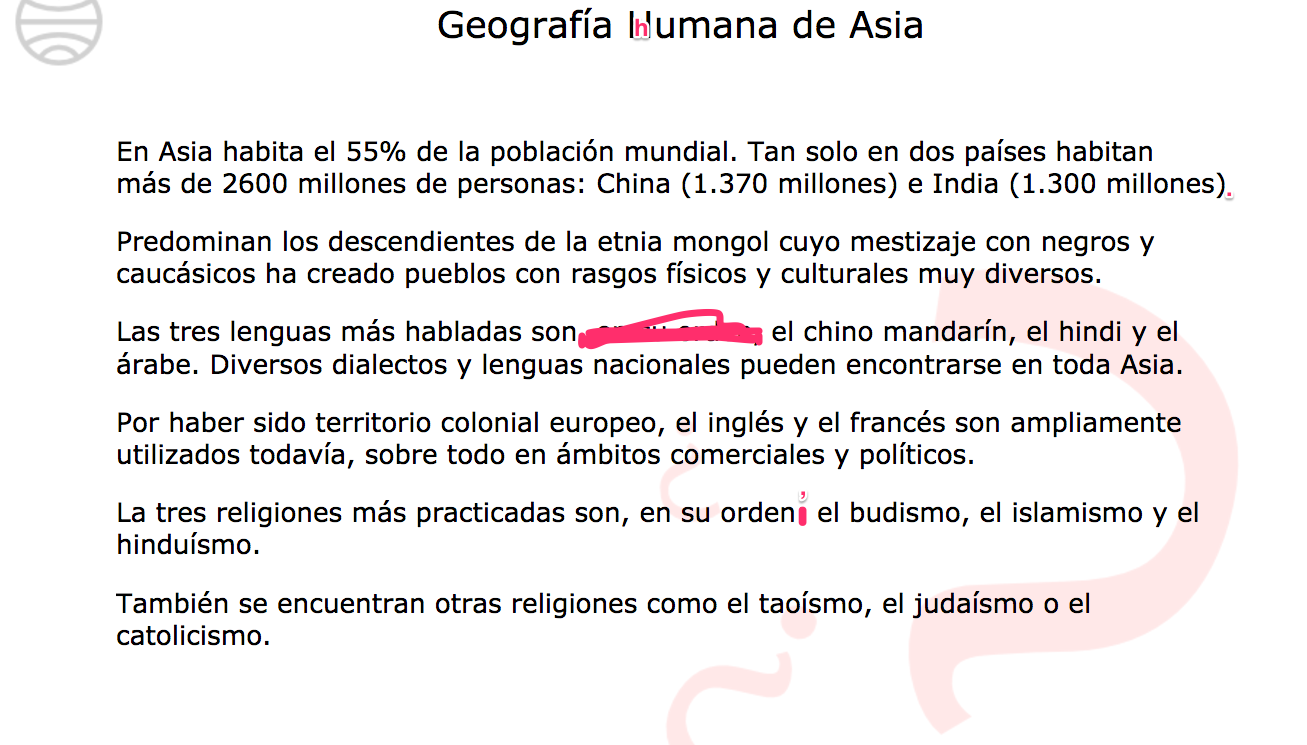 Geografía humana de Asia
En Asia habita el 55% de la población mundial. Tan solo en dos países habitan
más de 2600 millones de personas: China (1.370 millones) e India (1.300 millones).
Predominan los descendientes de la etnia mongol cuyo mestizaje con negros y
caucásicos ha creado pueblos con rasgos físicos y culturales muy diversos.
Las tres lenguas más habladas son el chino mandarín, el hindi y el
árabe. Diversos dialectos y lenguas nacionales pueden encontrarse en toda Asia.
Por haber sido territorio colonial europeo, el inglés y el francés son ampliamente
utilizados todavía, sobre todo en ámbitos comerciales y políticos.
La tres religiones más practicadas son, en su orden, el budismo, el islamismo y el
hinduísmo.
También se encuentran otras religiones como el taoísmo, el judaísmo o el
catolicismo.